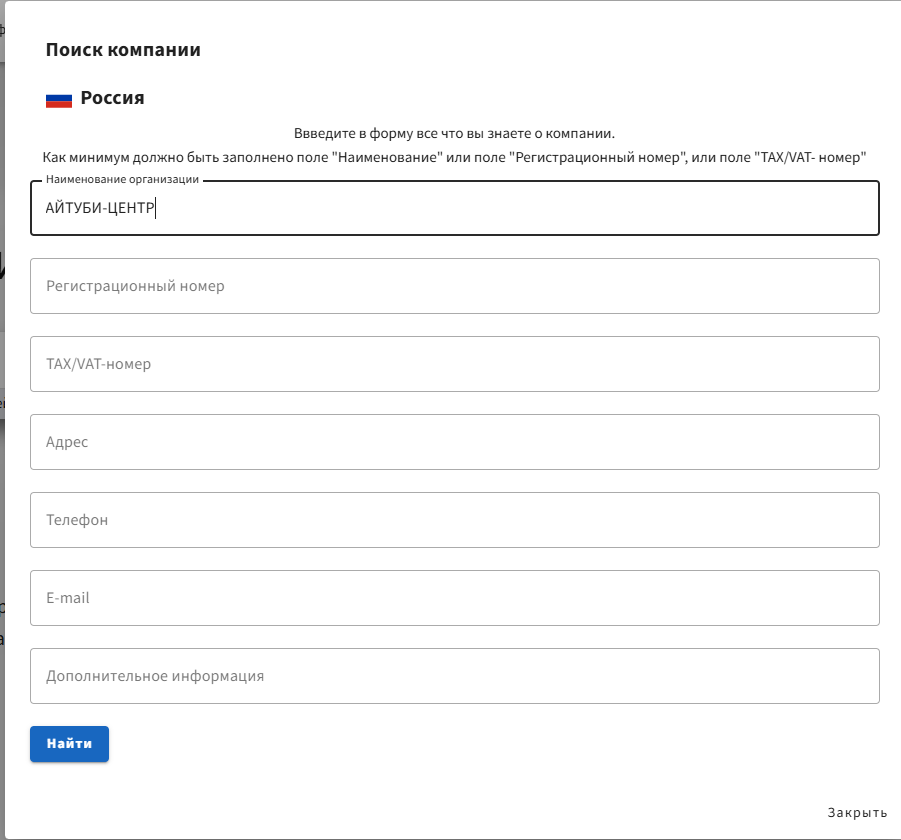 Поиск компании
Россия
Ввведите в форму все что вы знаете о компании.
Как минимум должно быть заполнено поле "Наименование" или поле "Регистрационный номер", или поле "TAX/VAT- номер"
Наименование организации
АЙТУБИ-ЦЕНТР
Регистрационный номер
TAX/VAT-номер
Адрес
Телефон
E-mail
Дополнительное информация
Найти
Закрыть